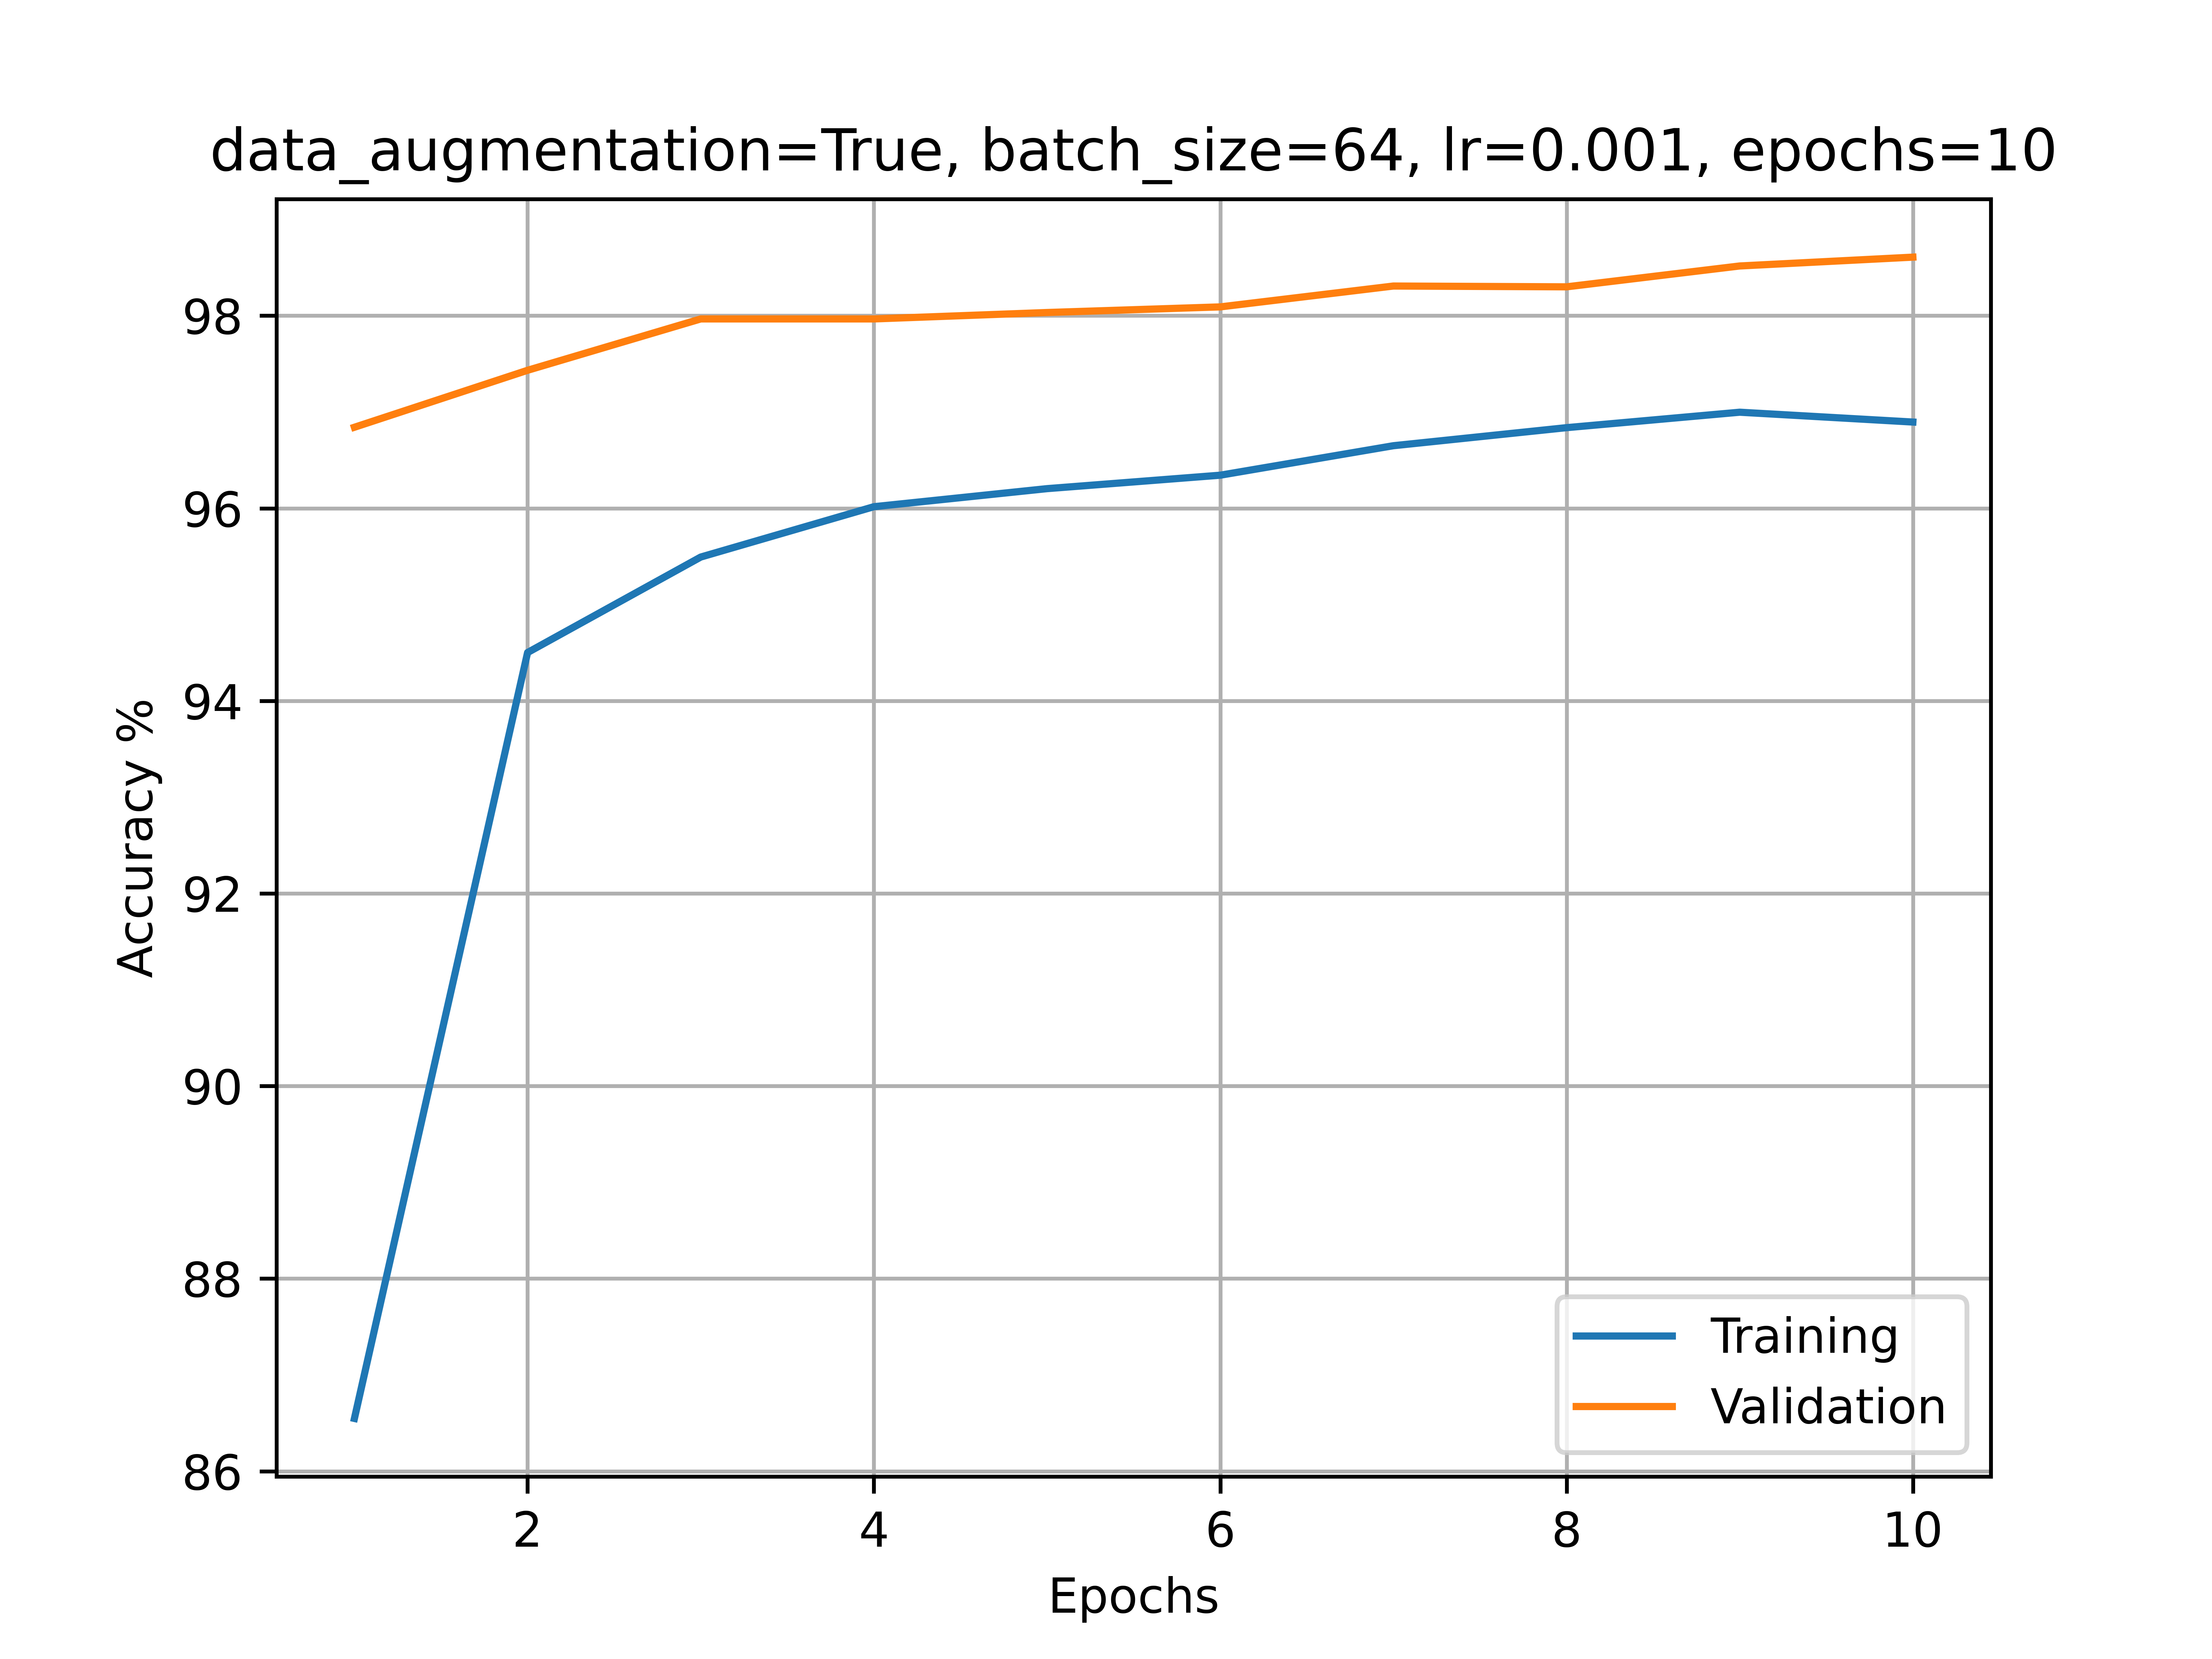 data_augmentation=True, batch_size=64, lr=0.001, epochs=10
98
96
94
92
90
88
86
Accuracy %
Training
Validation
2 4 6 8 10
Epochs